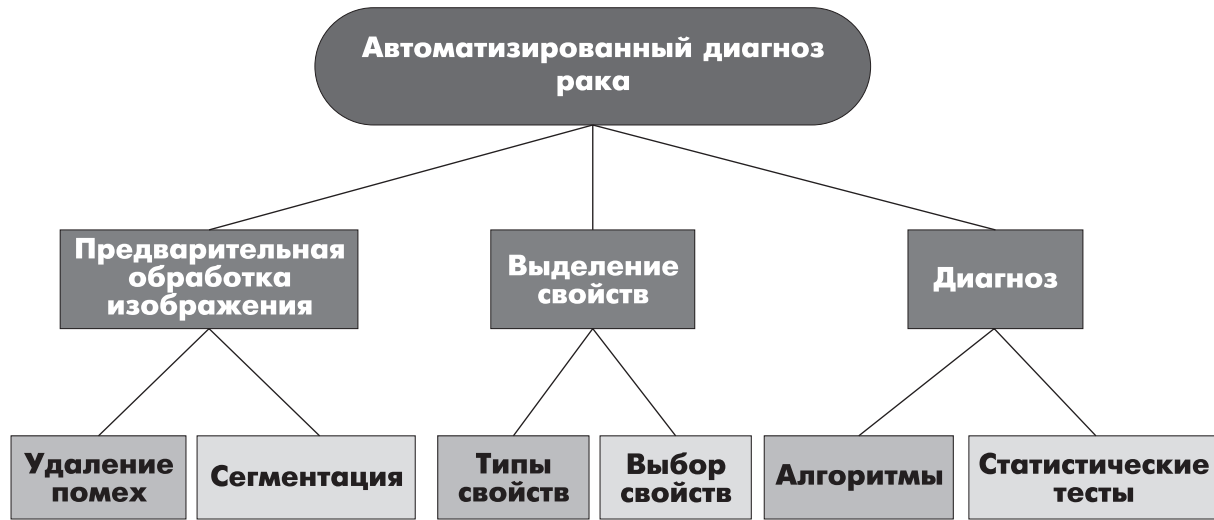 Автоматизированный диагноз
рака
Предварительная
обработка
изображения
Выделение
свойств
Диагноз
Удаление
помех
Сегментация
Типы
свойств
Выбор
свойств
Алгоритмы
Статистические
тесты